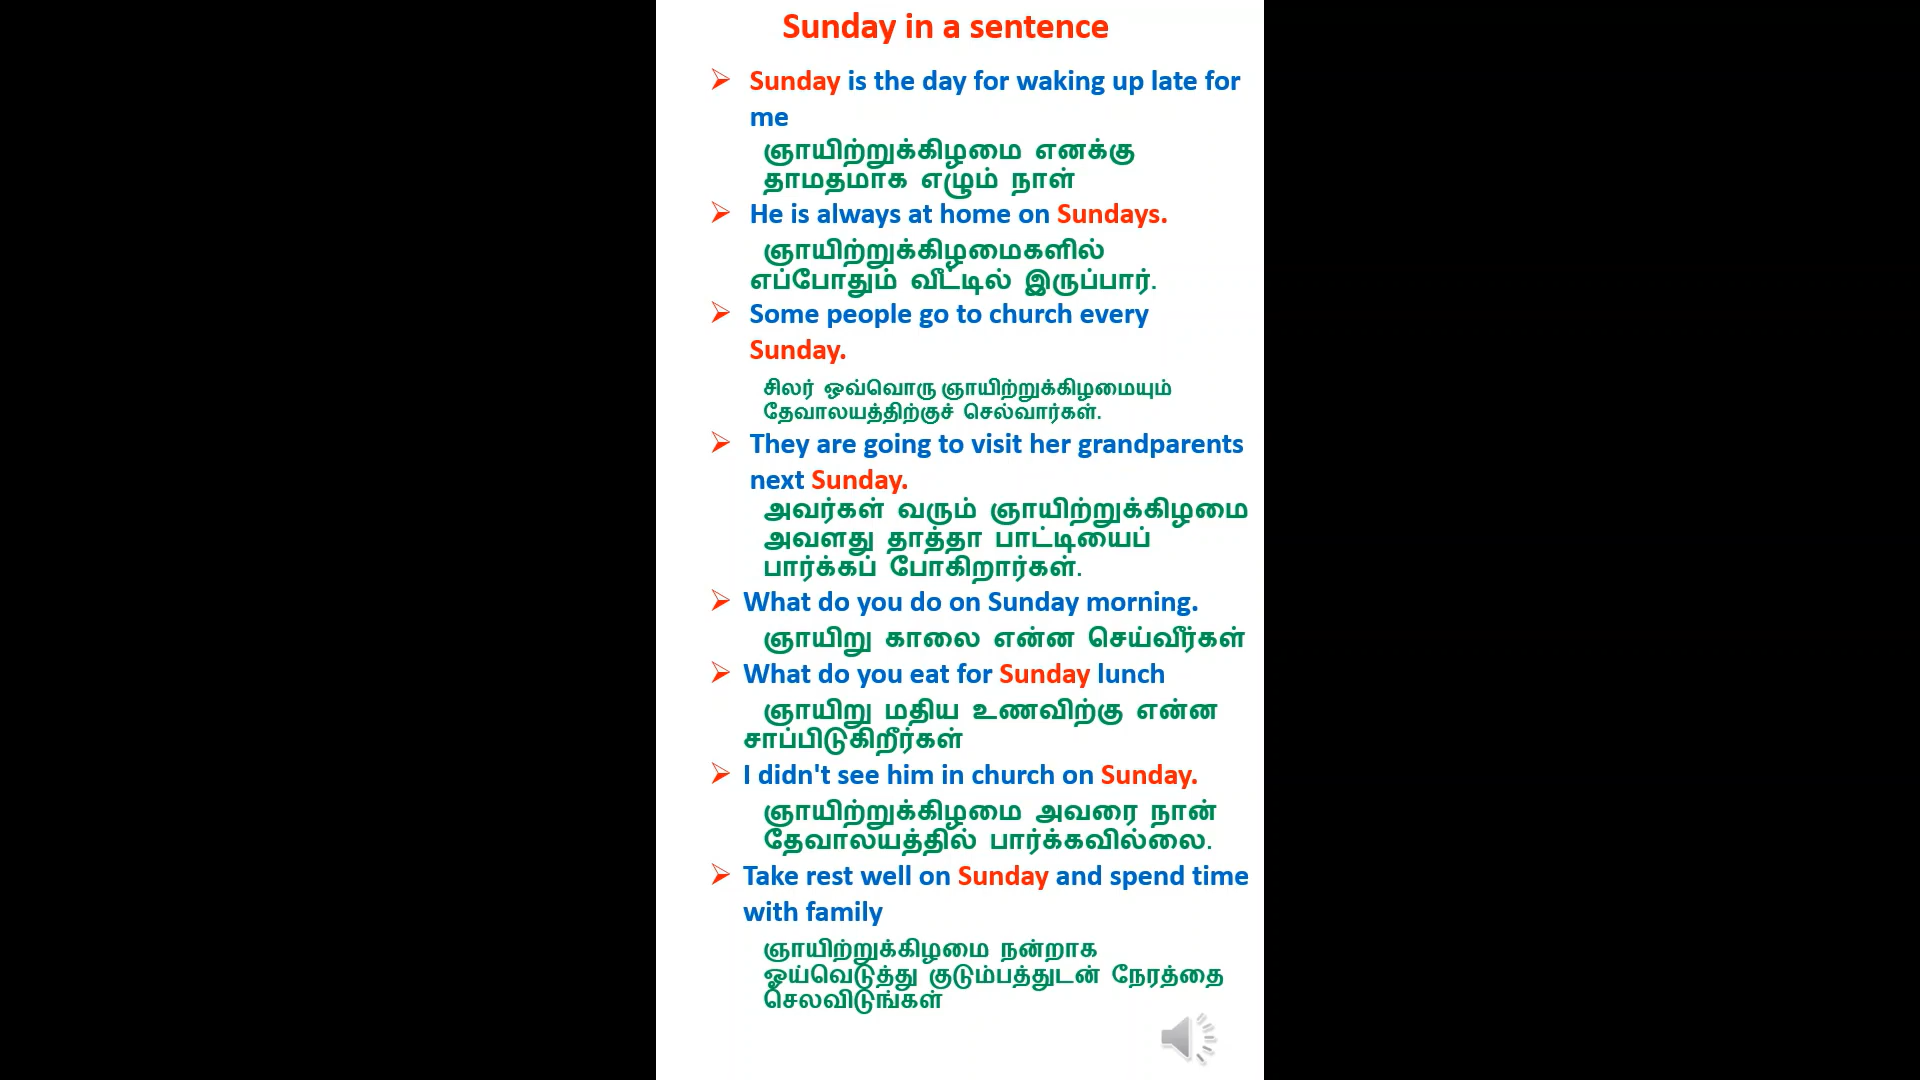 Sunday in a sentence
Sunday is the day for waking up late for
me
ஞாயிற்றுக்கிழமை எனக்கு
தாமதமாக எழும் நாள்
He is always at home on Sundays.
ஞாயிற்றுக்கிழமைகளில்
எப்போதும் வீட்டில் இருப்பார்.
Some people go to church every
Sunday.
சிலர் ஒவ்வொரு ஞாயிற்றுக்கிழமையும்
தேவாலயத்திற்குச் செல்வார்கள்.
They are going to visit her grandparents
next Sunday.
அவர்கள் வரும் ஞாயிற்றுக்கிழமை
அவளது தாத்தா பாட்டியைப்
பார்க்கப் போகிறார்கள்.
What do you do on Sunday morning.
ஞாயிறு காலை என்ன செய்வீர்கள்
What do you eat for Sunday lunch
ஞாயிறு மதிய உணவிற்கு என்ன
சாப்பிடுகிறீர்கள்
I didn't see him in church on Sunday.
ஞாயிற்றுக்கிழமை அவரை நான்
தேவாலயத்தில் பார்க்கவில்லை.
Take rest well on Sunday and spend time
with family
ஞாயிற்றுக்கிழமை நன்றாக
ஓய்வெடுத்து குடும்பத்துடன் நேரத்தை
செலவிடுங்கள்